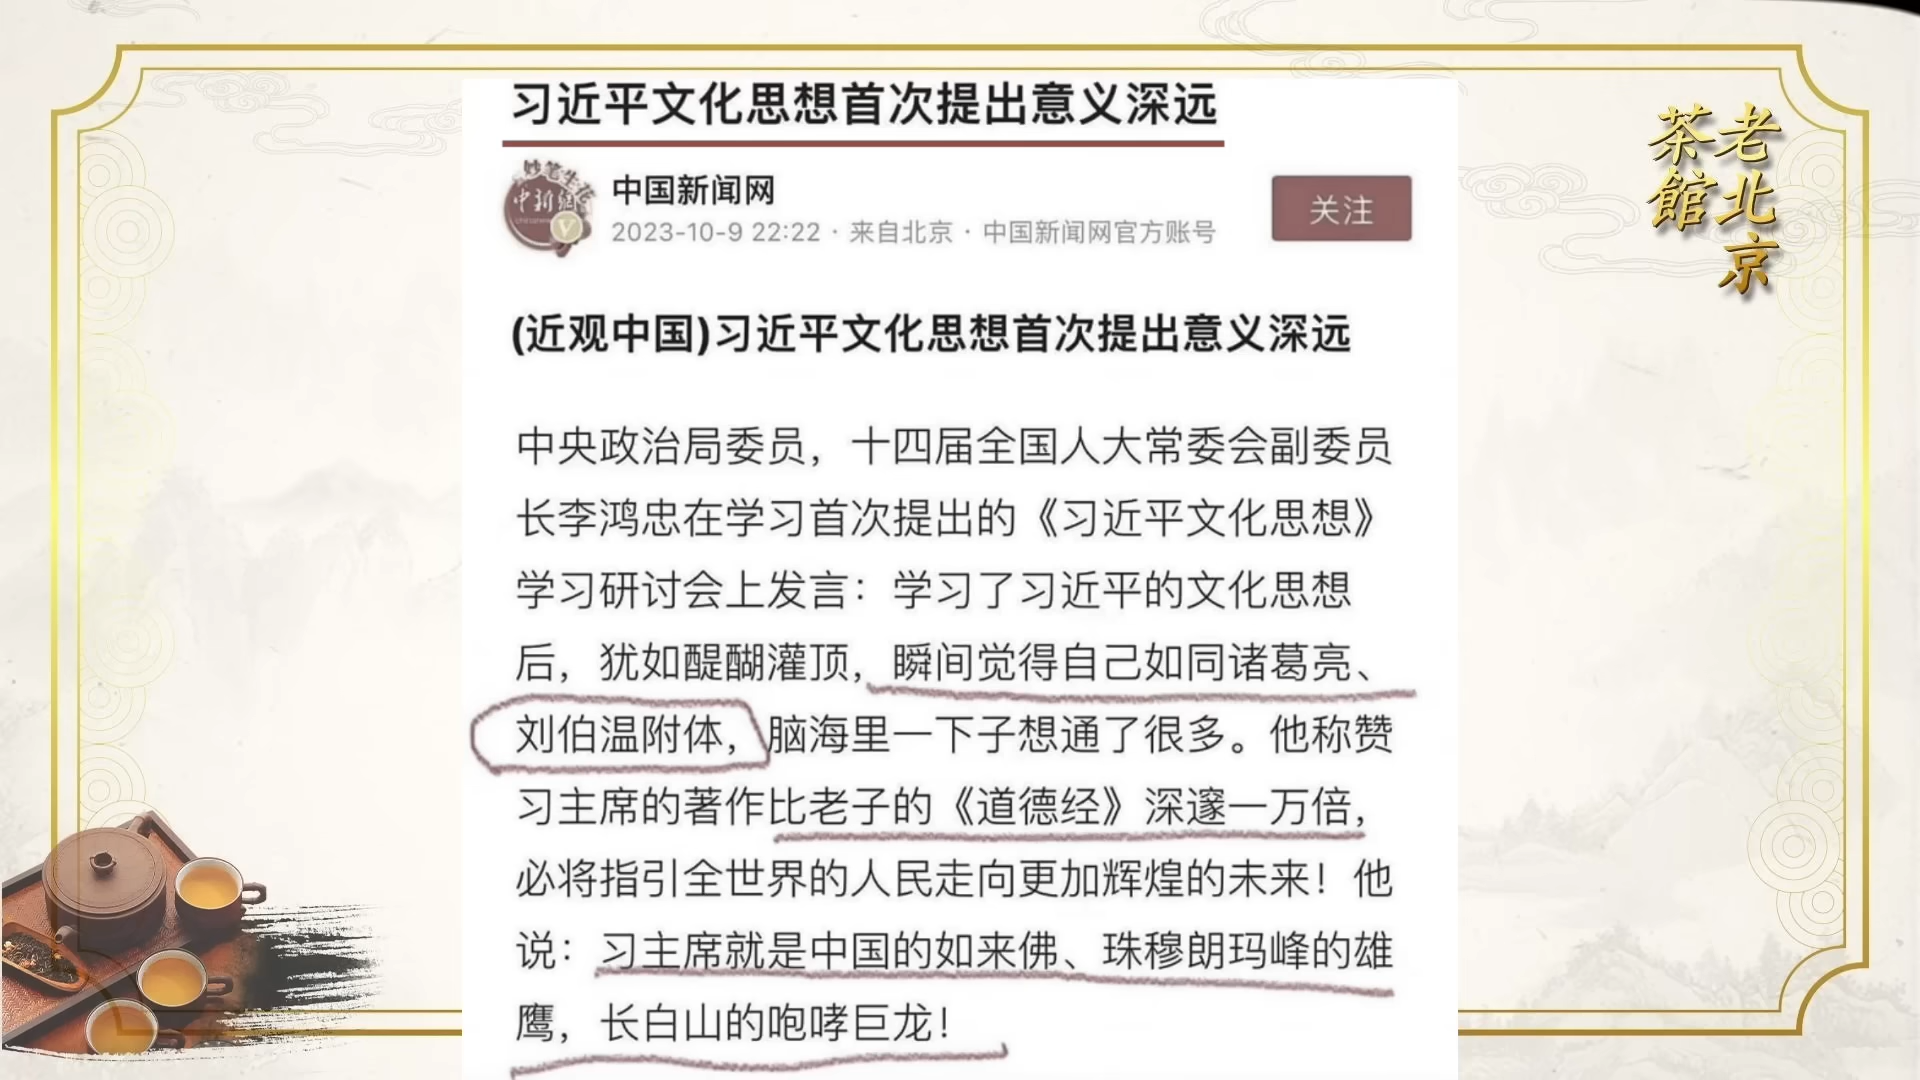 习近平文化思想首次提出意义深远
中国新闻网
2023-10-9 22:22 · 来自北京 · 中国新闻网官方账号
关注
(近观中国)习近平文化思想首次提出意义深远
中央政治局委员，十四届全国人大常委会副委员
长李鸿忠在学习首次提出的《习近平文化思想》
学习研讨会上发言：学习了习近平的文化思想
后，犹如醍醐灌顶，瞬间觉得自己如同诸葛亮、
刘伯温附体，脑海里一下子想通了很多。他称赞
习主席的著作比老子的《道德经》深邃一万倍，
必将指引全世界的人民走向更加辉煌的未来！他
说：习主席就是中国的如来佛、珠穆朗玛峰的雄
鹰，长白山的咆哮巨龙！
老北京
茶館